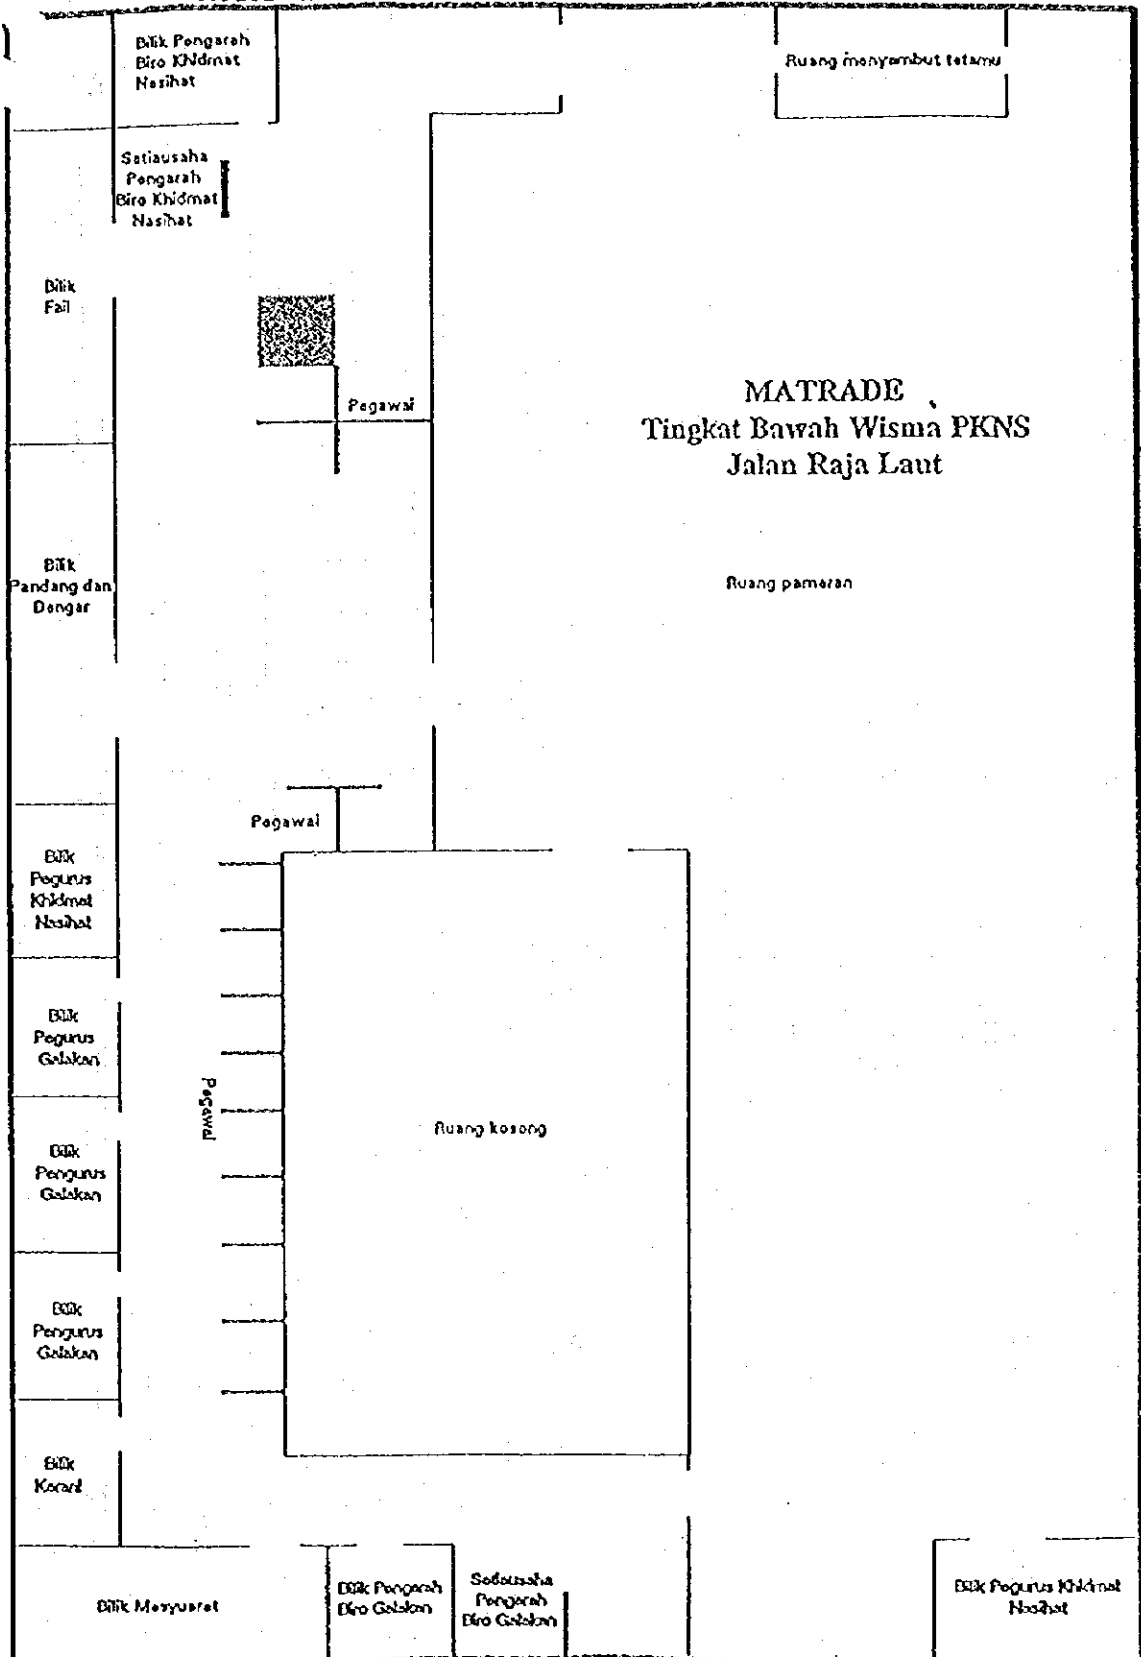 Bilik Pengarah
Biro Khidmat
Nasihat
Ruang menyambut tetamu
Setiausaha
Pengarah
Biro Khidmat
Nasihat
Bilik
Fail
Pegawai
MATRADE
Tingkat Bawah Wisma PKNS
Jalan Raja Laut
Bilik
Pandang dan
Dengar
Ruang pameran
Pegawai
Bilik
Pegurus
Khidmat
Nasihat
Bilik
Pegurus
Galakan
Pegawai
Ruang kosong
Bilik
Pengurus
Galakan
Bilik
Pengurus
Galakan
Bilik
Kerani
Bilik Mesyuarat
Bilik Pengarah
Biro Galakan
Setiausaha
Pengarah
Biro Galakan
Bilik Pegurus Khidmat
Nasihat